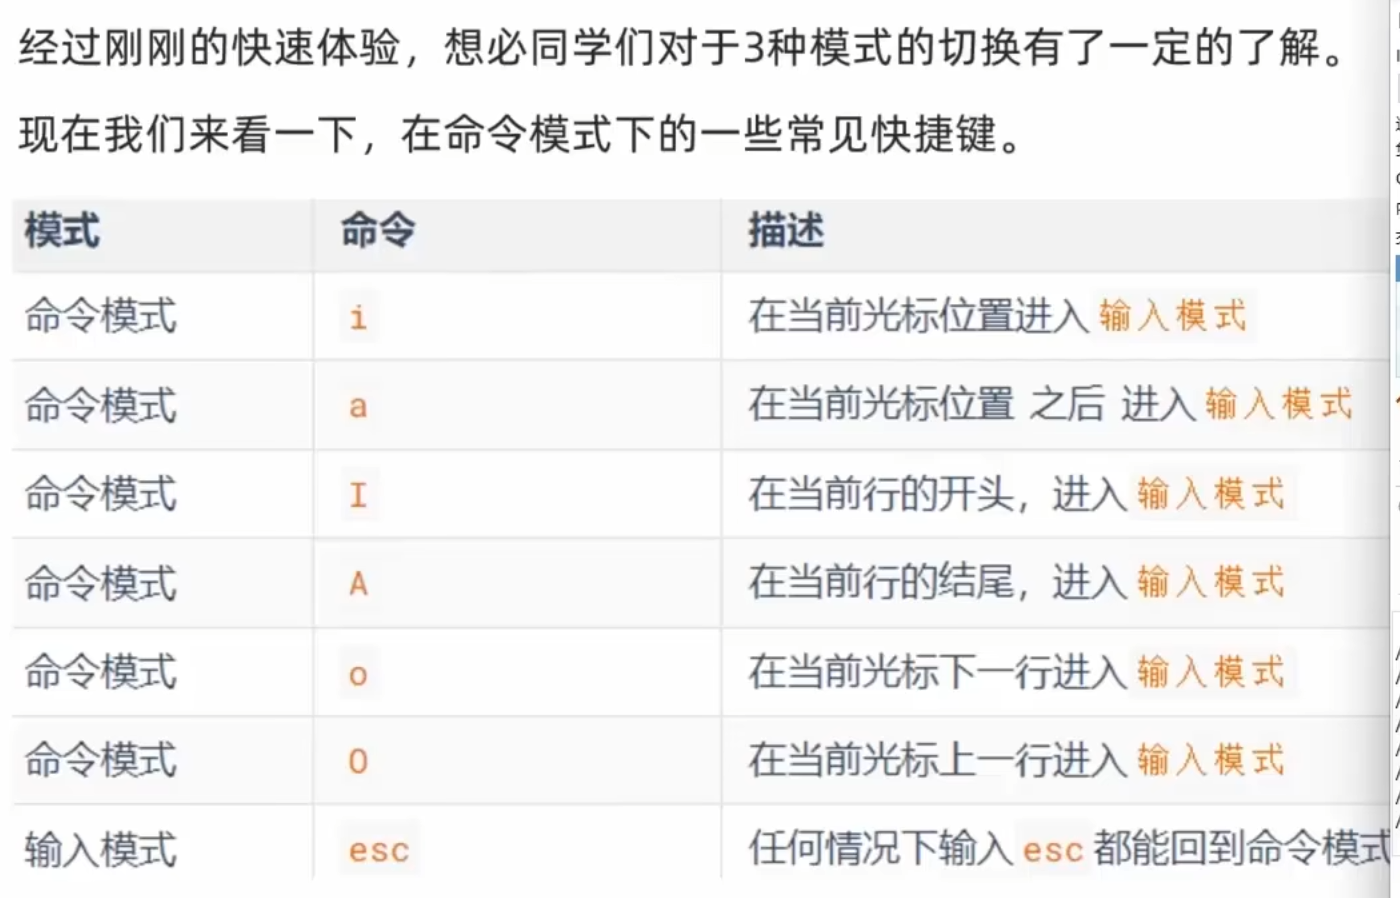 经过刚刚的快速体验，想必同学们对于3种模式的切换有了一定的了解。
现在我们来看一下，在命令模式下的一些常见快捷键。
模式 命令 描述
命令模式 i 在当前光标位置进入 输入模式
命令模式 a 在当前光标位置 之后 进入 输入模式
命令模式 I 在当前行的开头，进入 输入模式
命令模式 A 在当前行的结尾，进入 输入模式
命令模式 o 在当前光标下一行进入 输入模式
命令模式 O 在当前光标上一行进入 输入模式
输入模式 esc 任何情况下输入 esc 都能回到命令模式